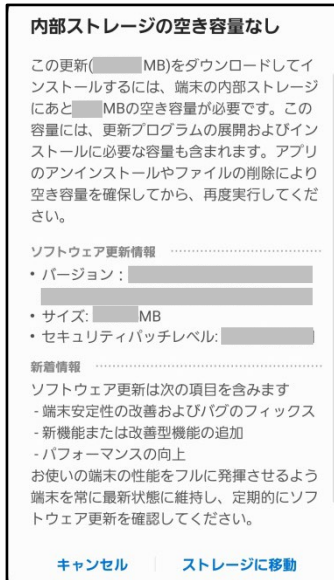 内部ストレージの空き容量なし
この更新( MB)をダウンロードしてイ
ンストールするには、端末の内部ストレージ
にあと MBの空き容量が必要です。この
容量には、更新プログラムの展開およびイン
ストールに必要な容量も含まれます。アプリ
のアンインストールやファイルの削除により
空き容量を確保してから、再度実行してくだ
さい。
ソフトウェア更新情報
• バージョン :
• サイズ: MB
• セキュリティパッチレベル:
新着情報
ソフトウェア更新は次の項目を含みます
- 端末安定性の改善およびバグのフィックス
- 新機能または改善型機能の追加
- パフォーマンスの向上
お使いの端末の性能をフルに発揮させるよう
端末を常に最新状態に維持し、定期的にソフ
トウェア更新を確認してください。
キャンセル ストレージに移動